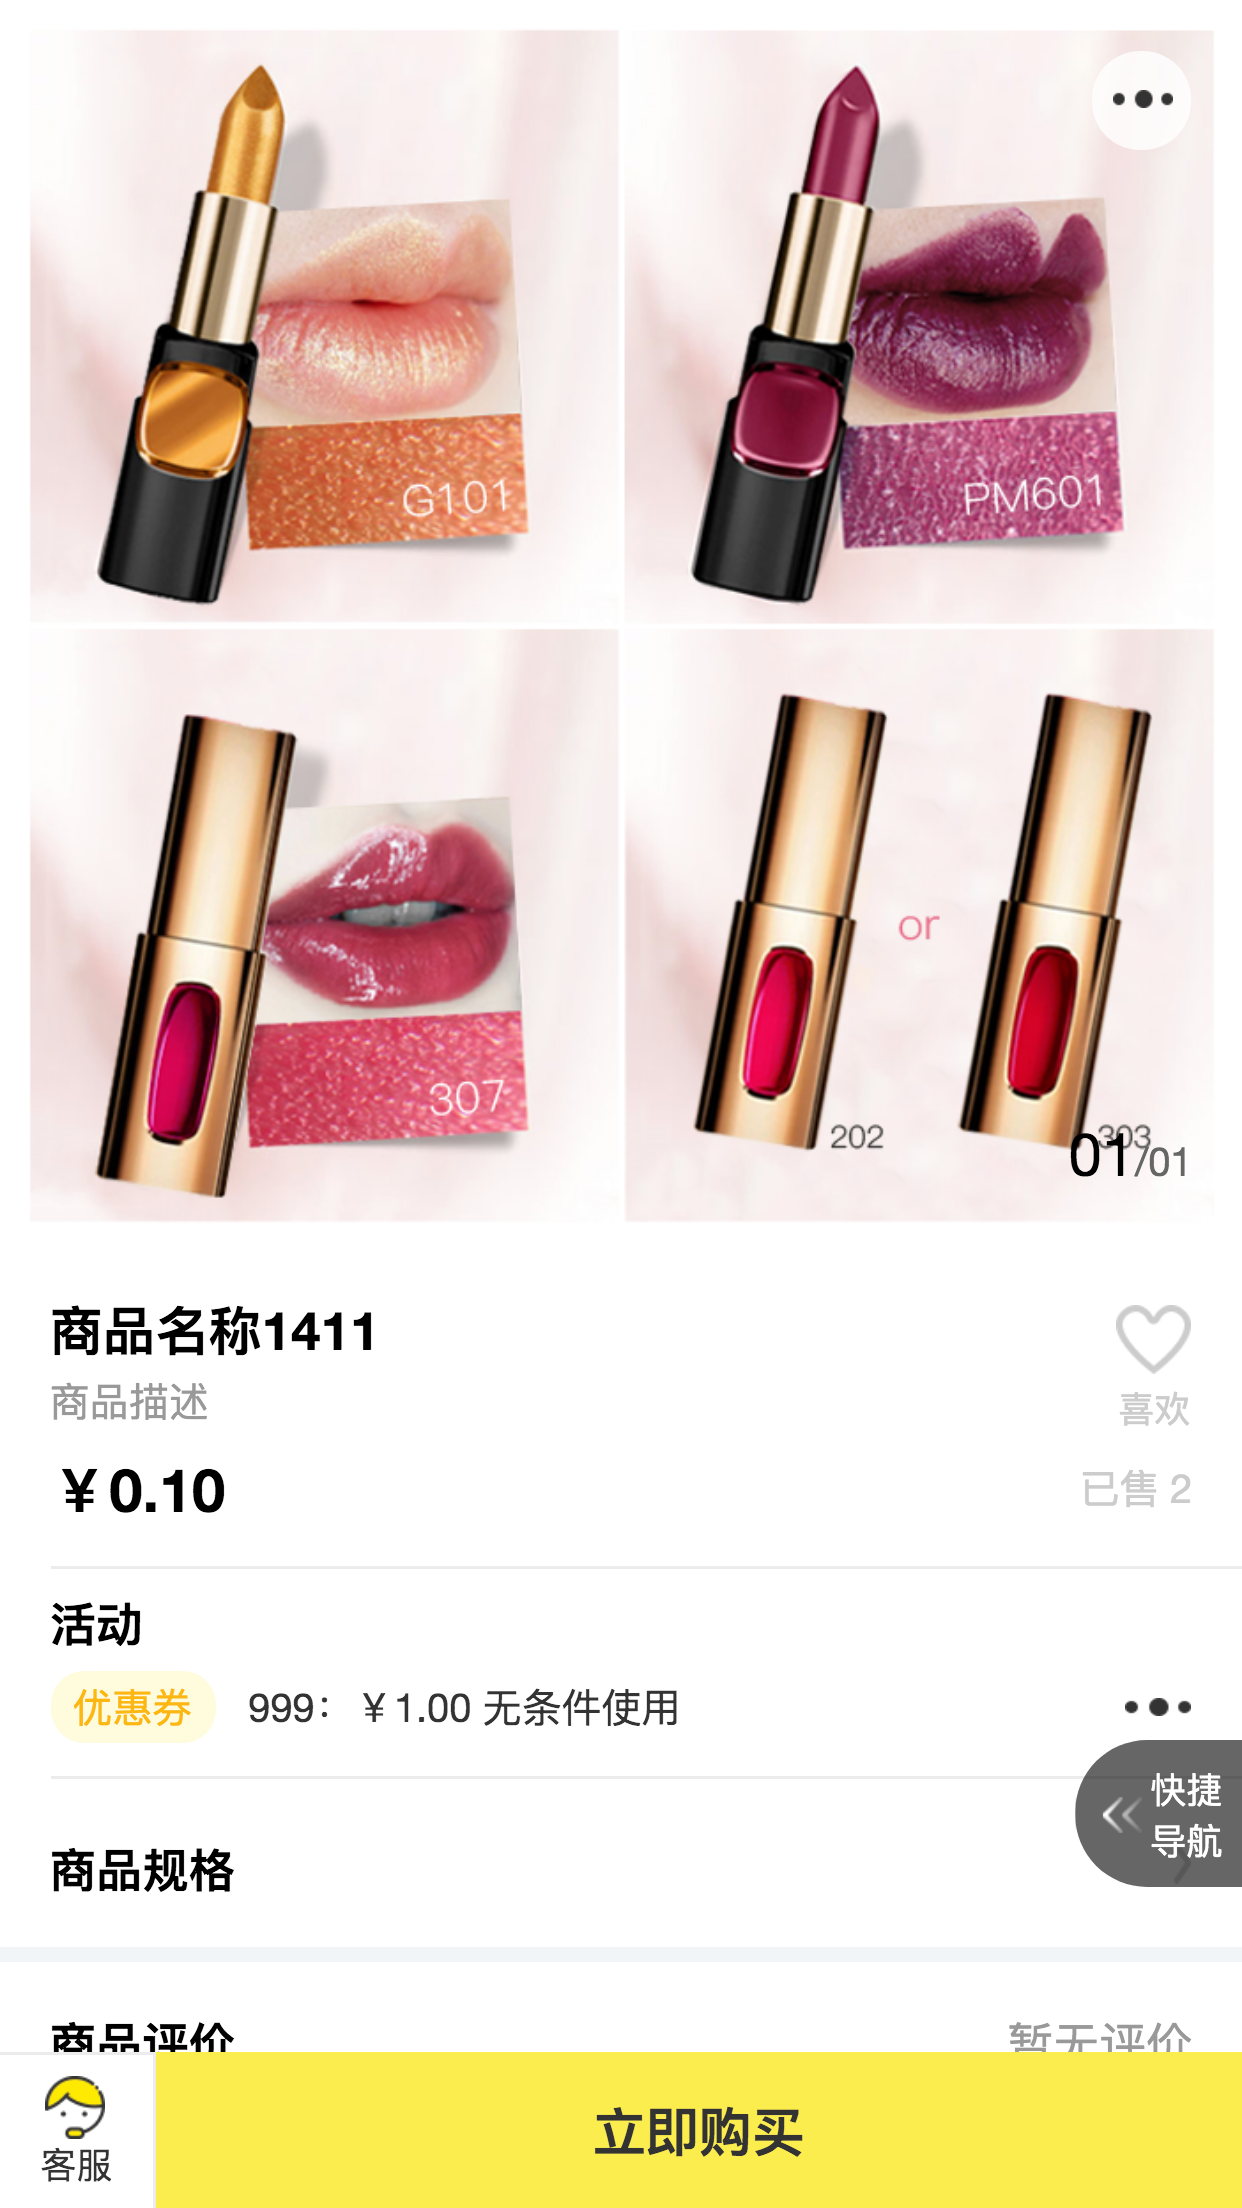 G101
PM601
307
or
202
303
01/01
商品名称1411
商品描述
喜欢
￥0.10
已售 2
活动
优惠券 999：￥1.00 无条件使用
快捷
导航
商品规格
商品评价
暂无评价
客服
立即购买